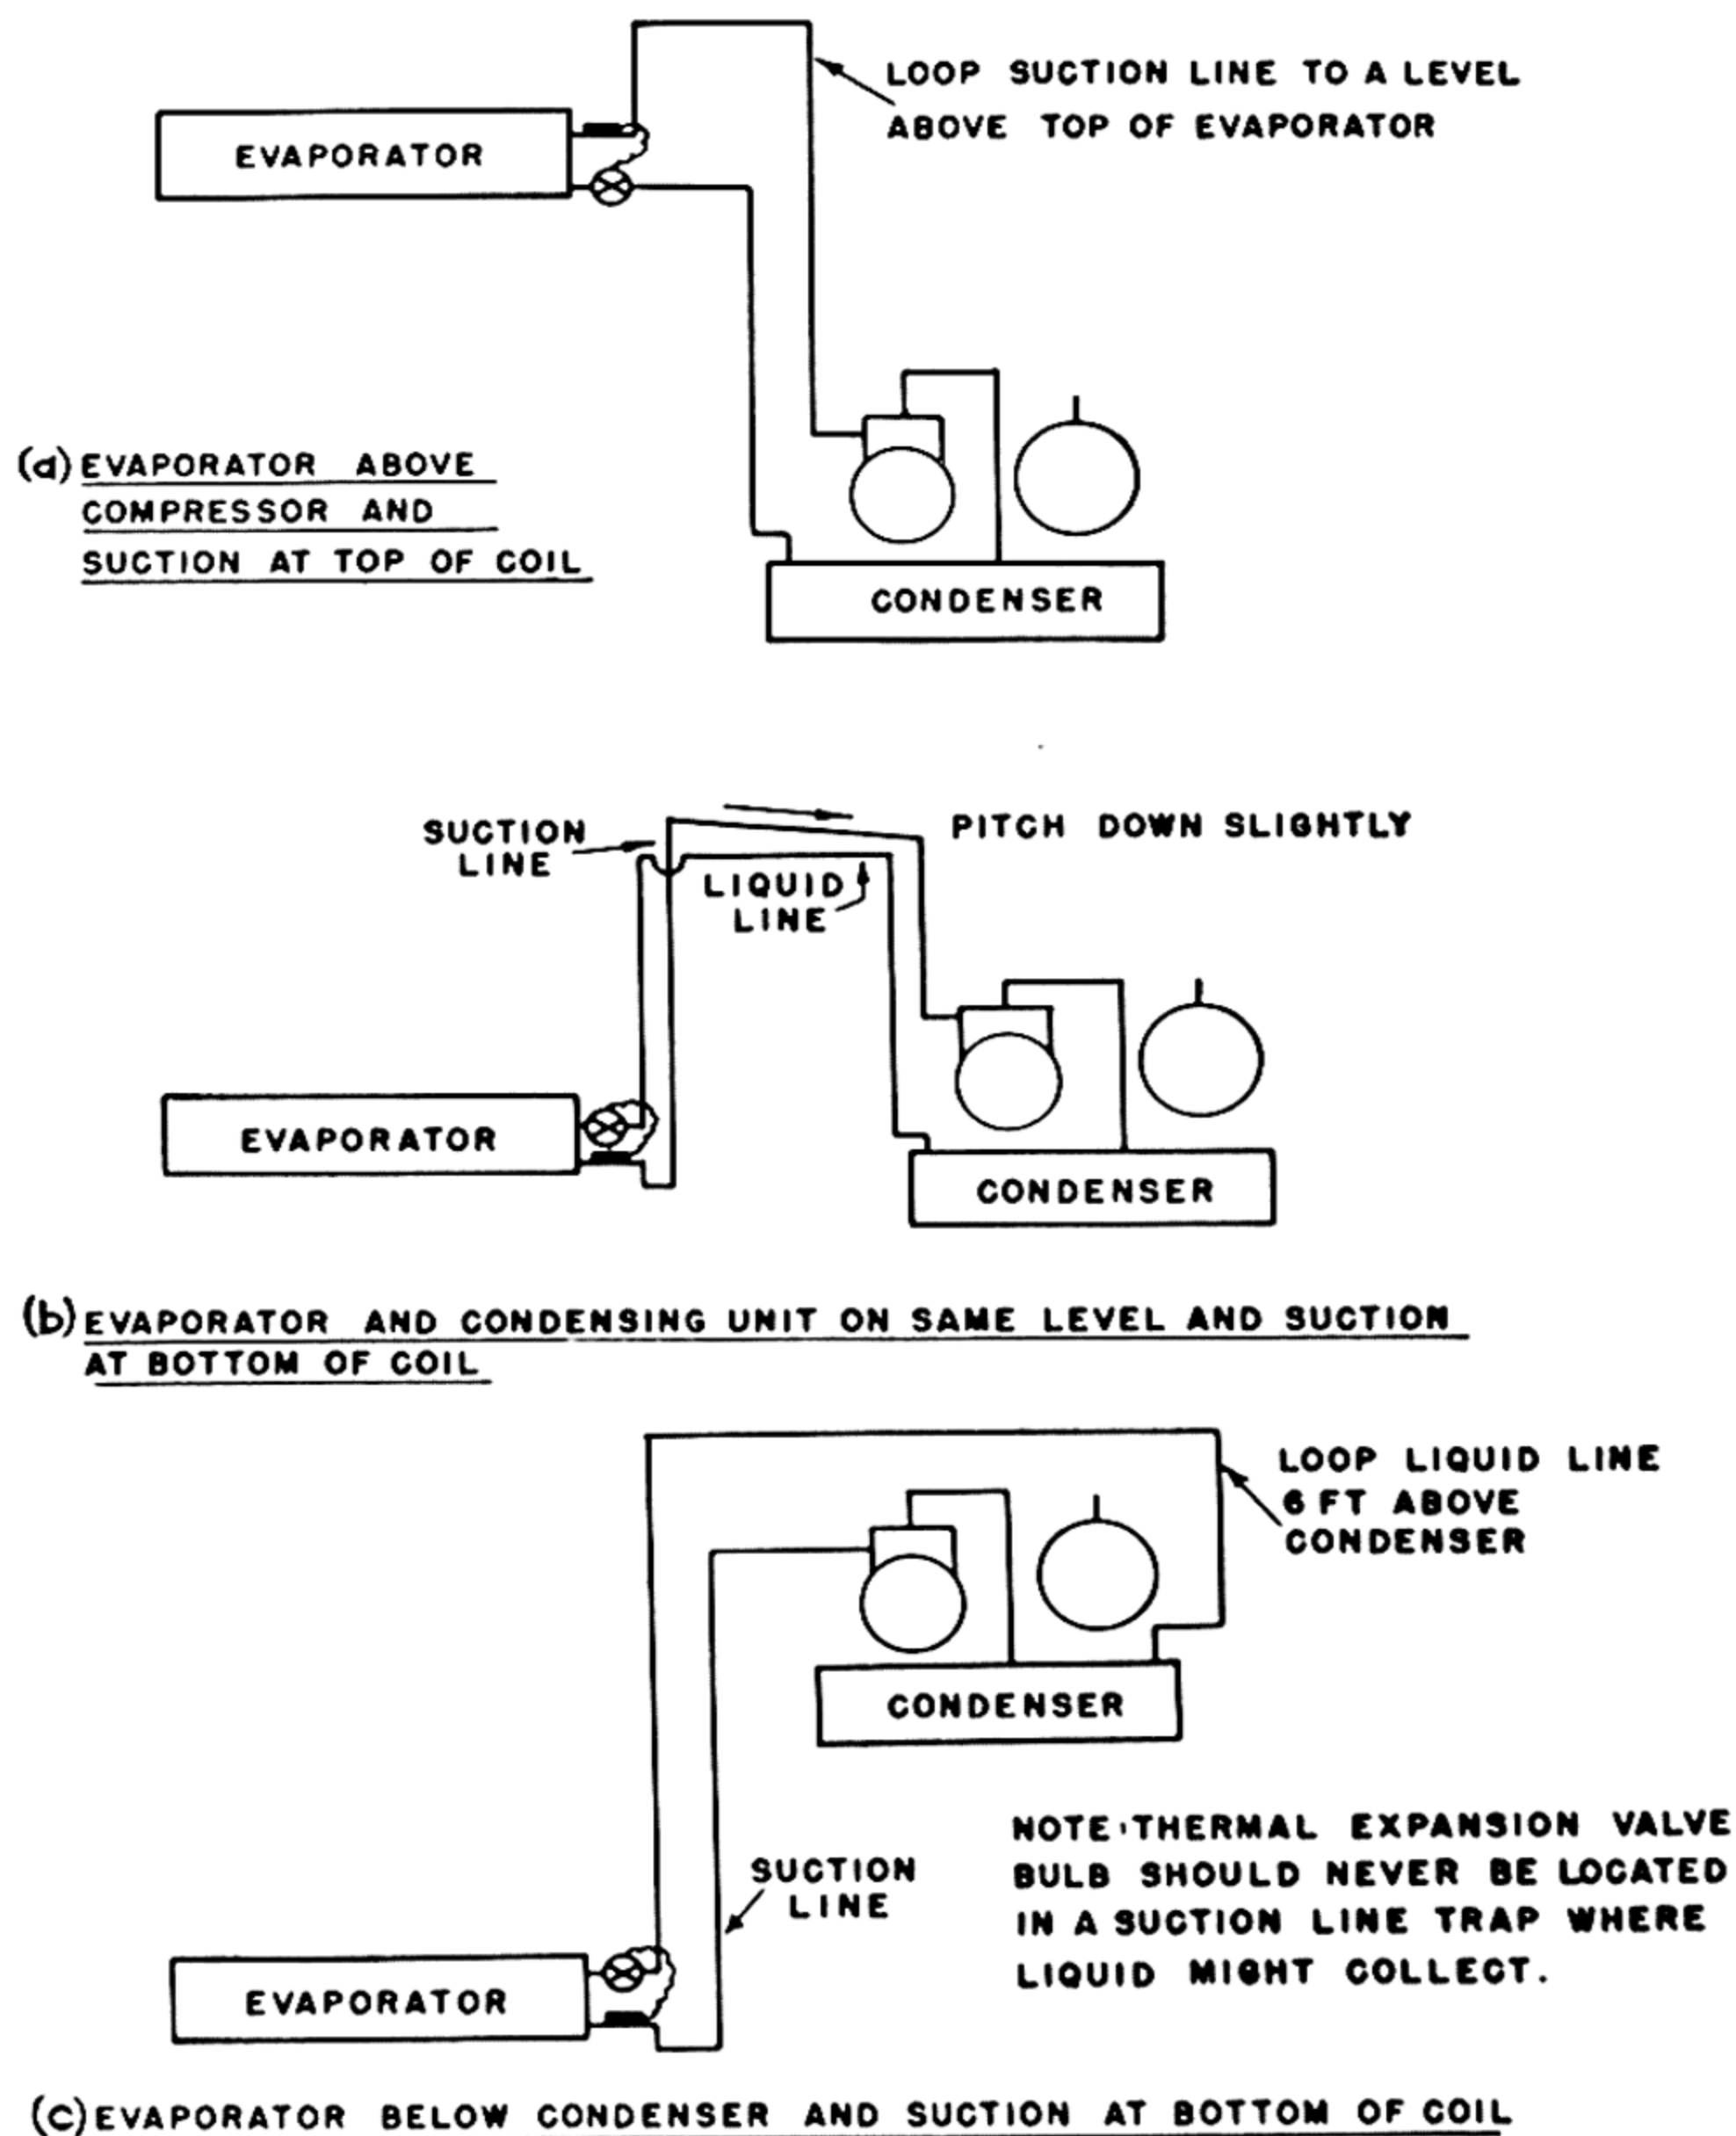 LOOP SUCTION LINE TO A LEVEL
ABOVE TOP OF EVAPORATOR
EVAPORATOR
(a) EVAPORATOR ABOVE
COMPRESSOR AND
SUCTION AT TOP OF COIL
CONDENSER
SUCTION
LINE
PITCH DOWN SLIGHTLY
LIQUID
LINE
EVAPORATOR
CONDENSER
(b) EVAPORATOR AND CONDENSING UNIT ON SAME LEVEL AND SUCTION
AT BOTTOM OF COIL
LOOP LIQUID LINE
6 FT ABOVE
CONDENSER
CONDENSER
SUCTION
LINE
NOTE: THERMAL EXPANSION VALVE
BULB SHOULD NEVER BE LOCATED
IN A SUCTION LINE TRAP WHERE
LIQUID MIGHT COLLECT.
EVAPORATOR
(c) EVAPORATOR BELOW CONDENSER AND SUCTION AT BOTTOM OF COIL